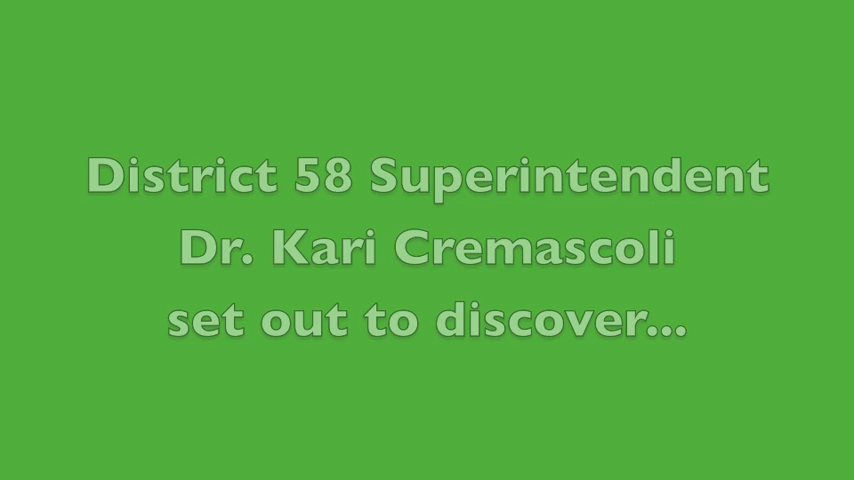 District 58 Superintendent
Dr. Kari Cremascoli
set out to discover...